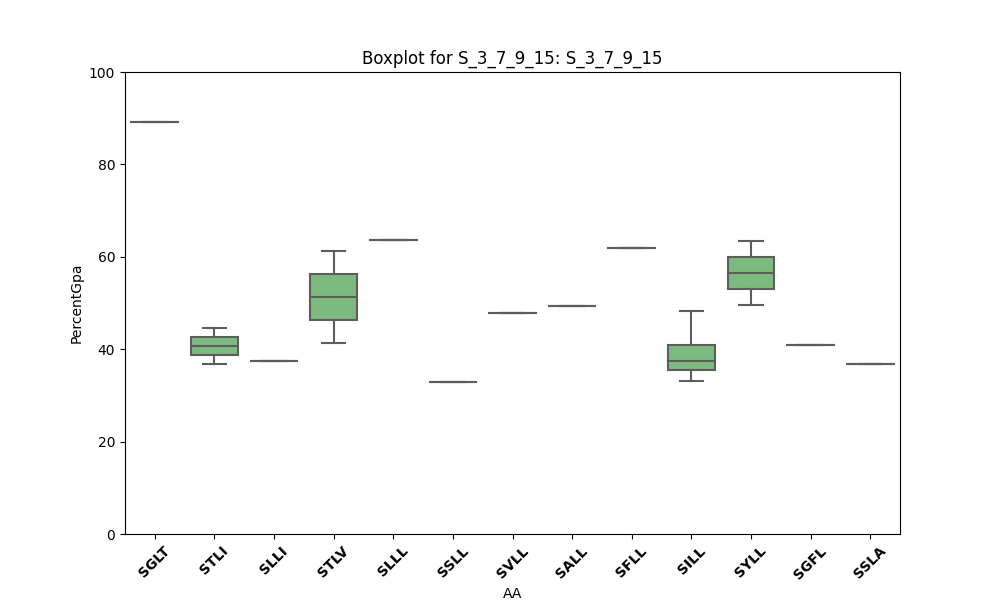 Boxplot for S_3_7_9_15: S_3_7_9_15
100
80
60
40
20
0
PercentGpa
SGLT
STLI
SLLI
STLV
SLLL
SSLL
SVLL
SALL
SFLL
SILL
SYLL
SGFL
SSLA
AA